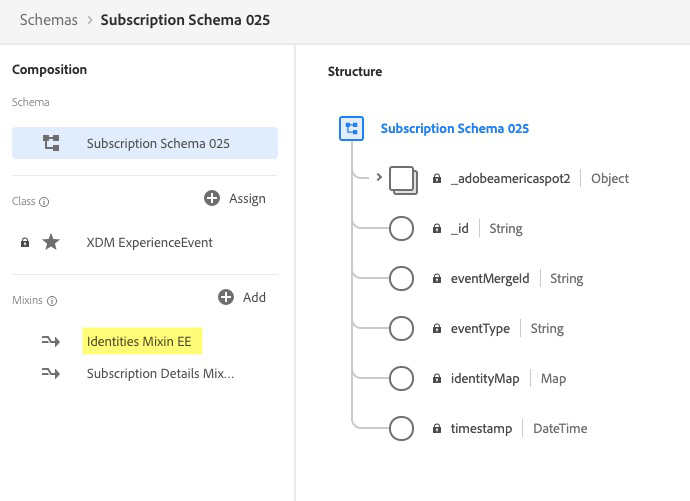 Schemas > Subscription Schema 025
Composition
Schema
Subscription Schema 025
Class
Assign
XDM ExperienceEvent
Mixins
Add
Identities Mixin EE
Subscription Details Mix...
Structure
Subscription Schema 025
_adobeamericaspot2 | Object
_id | String
eventMergeId | String
eventType | String
identityMap | Map
timestamp | DateTime